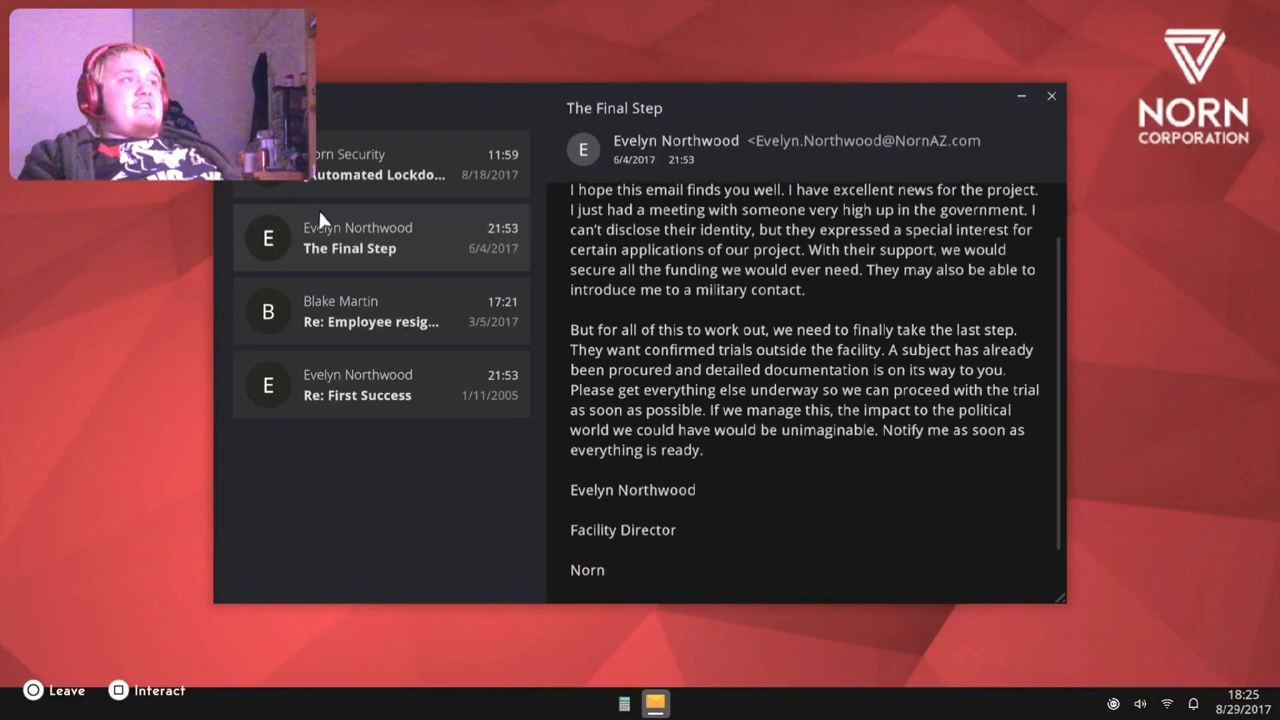 The Final Step
Evelyn Northwood <Evelyn.Northwood@NornAZ.com
6/4/2017 21:53
Security 11:59
Automated Lockdo... 8/18/2017
Evelyn Northwood 21:53
The Final Step 6/4/2017
Blake Martin 17:21
Re: Employee resig... 3/5/2017
Evelyn Northwood 21:53
Re: First Success 1/11/2005
E
E
B
E
I hope this email finds you well. I have excellent news for the project.
I just had a meeting with someone very high up in the government. I
can't disclose their identity, but they expressed a special interest for
certain applications of our project. With their support, we would
secure all the funding we would ever need. They may also be able to
introduce me to a military contact.
But for all of this to work out, we need to finally take the last step.
They want confirmed trials outside the facility. A subject has already
been procured and detailed documentation is on its way to you.
Please get everything else underway so we can proceed with the trial
as soon as possible. If we manage this, the impact to the political
world we could have would be unimaginable. Notify me as soon as
everything is ready.
Evelyn Northwood
Facility Director
Norn
NORN
CORPORATION
Leave Interact
18:25
8/29/2017